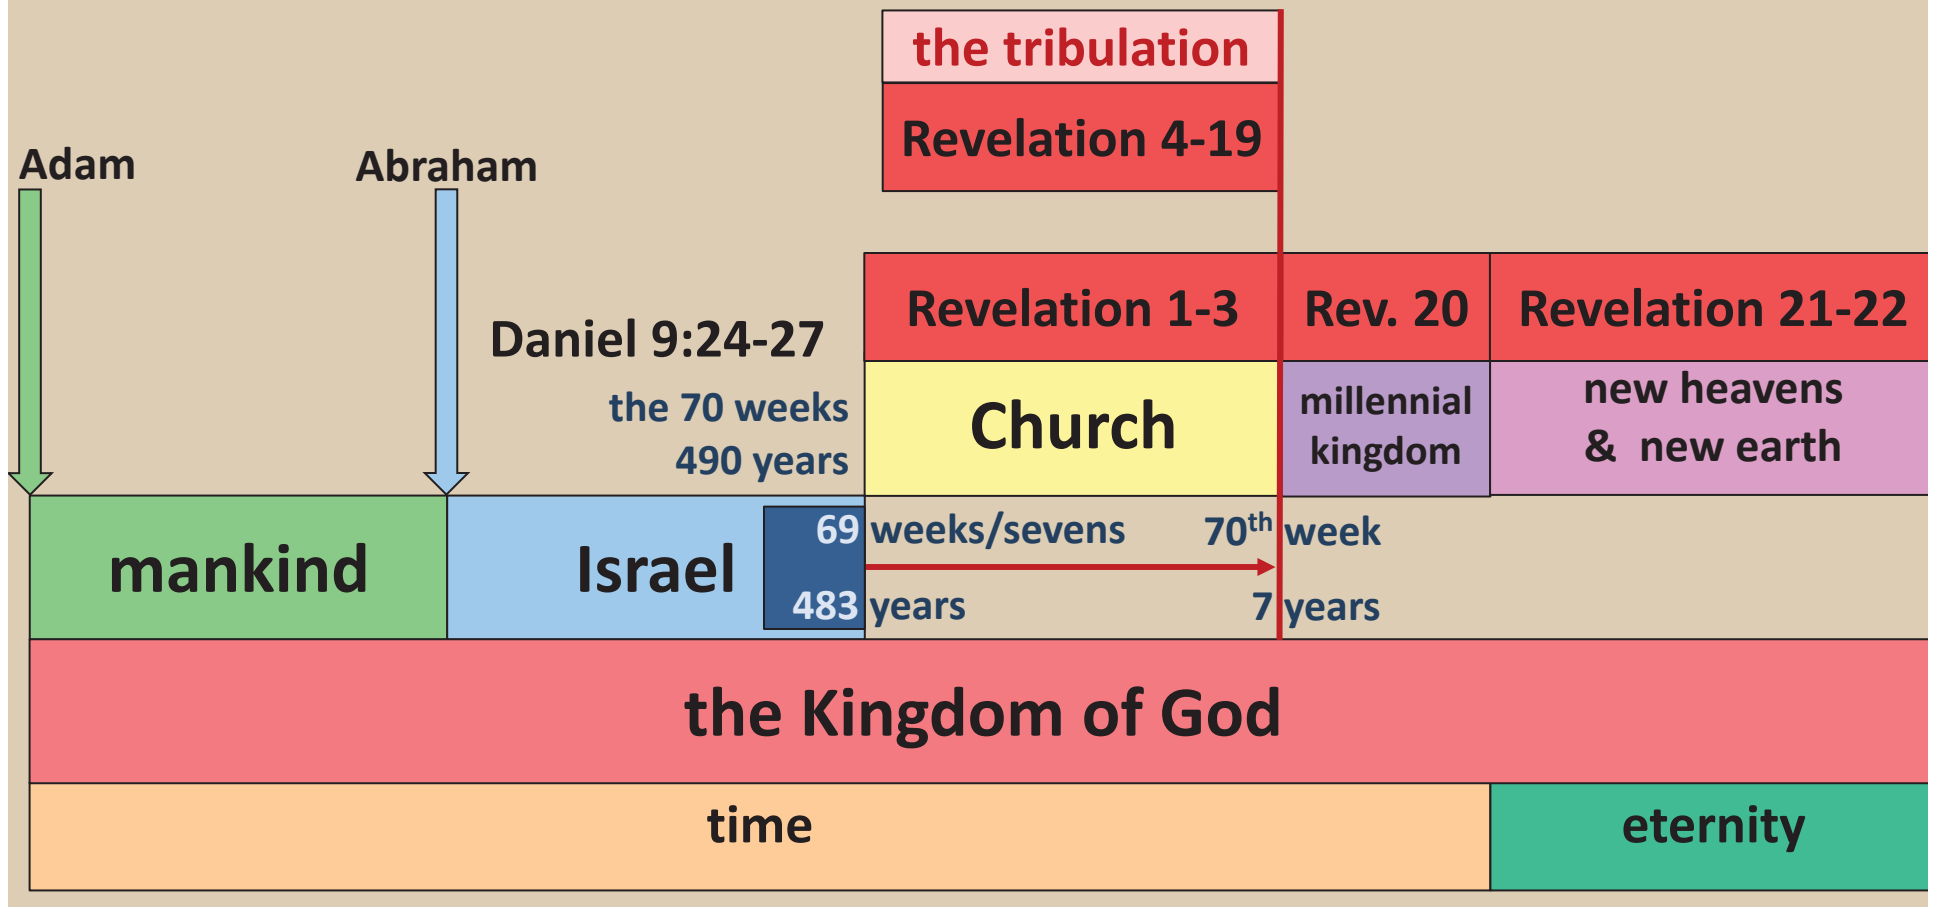 the tribulation
Revelation 4-19
Adam
Abraham
Daniel 9:24-27
the 70 weeks
490 years
Revelation 1-3
Rev. 20
Revelation 21-22
Church
millennial
kingdom
new heavens
& new earth
mankind
Israel
69 weeks/sevens
483 years
70th week
7 years
the Kingdom of God
time
eternity